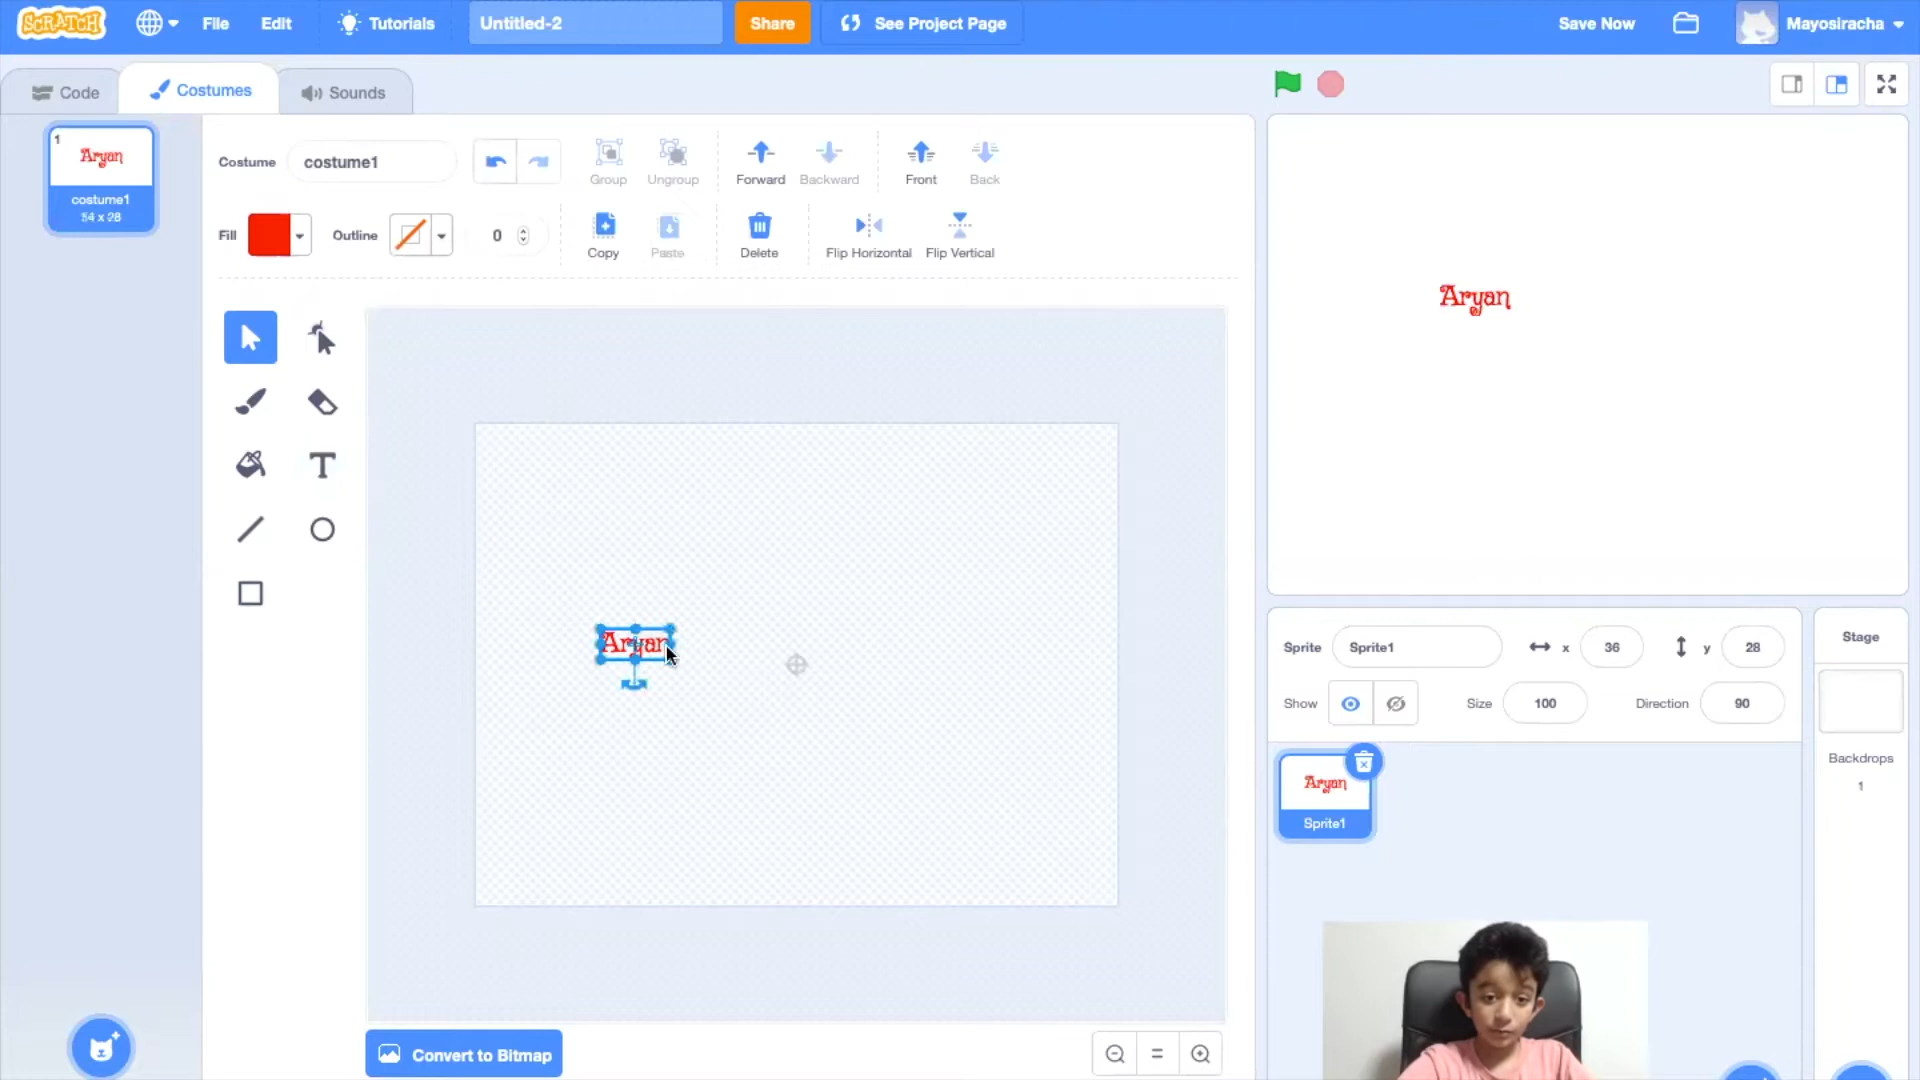 SCRATCH File Edit Tutorials Untitled-2 Share See Project Page Save Now Mayosiracha
Code Costumes Sounds
1
Aryan
costume1
54 x 28
Costume costume1 Group Ungroup Forward Backward Front Back
Fill Outline 0 Copy Paste Delete Flip Horizontal Flip Vertical
Aryan
Aryan
Sprite Sprite1 x 36 y 28
Show Size 100 Direction 90
Aryan
Sprite1
Stage
Backdrops
1
Convert to Bitmap